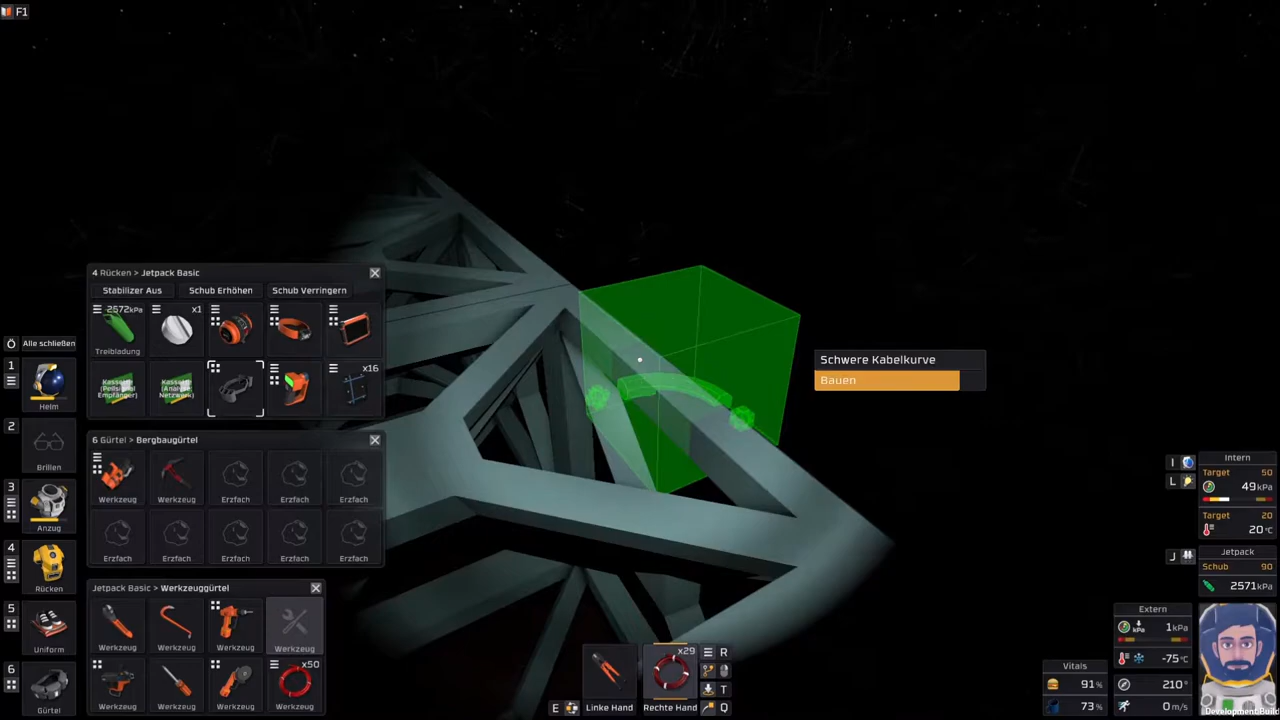 F1
4 Rücken > Jetpack Basic
Stabilizer Aus
Schub Erhöhen
Schub Verringern
2572kPa
x1
Treibladung
x16
Ö
Alle schließen
1
Helm
2
Brillen
3
Anzug
4
Rücken
5
Uniform
6
Gürtel
6 Gürtel > Bergbaugürtel
Werkzeug
Werkzeug
Erzfach
Erzfach
Erzfach
Erzfach
Erzfach
Erzfach
Erzfach
Erzfach
Jetpack Basic > Werkzeuggürtel
Werkzeug
Werkzeug
Werkzeug
Werkzeug
Werkzeug
Werkzeug
Werkzeug
x50
Werkzeug
Schwere Kabelkurve
Bauen
E
Linke Hand
x29
Rechte Hand
R
T
Q
I
L
Intern
Target 50
49kPa
Target 20
20°C
J
Jetpack
Schub 90
2571kPa
Extern
kPa
1kPa
-75°C
210°
0m/s
Vitals
91%
73%
Development Build